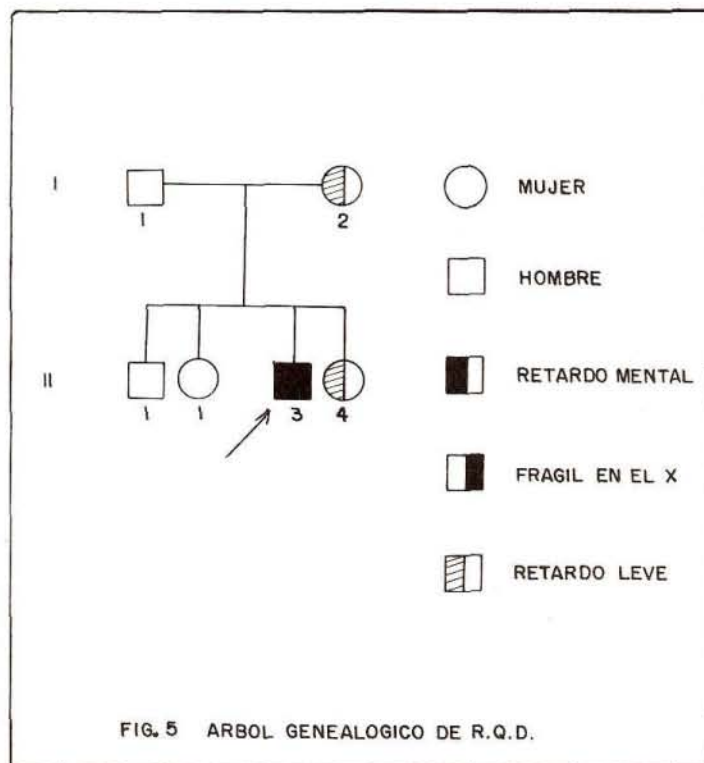 I
1
2
MUJER
HOMBRE
II
1
1
3
4
RETARDO MENTAL
FRAGIL EN EL X
RETARDO LEVE
FIG. 5 ARBOL GENEALOGICO DE R.Q.D.